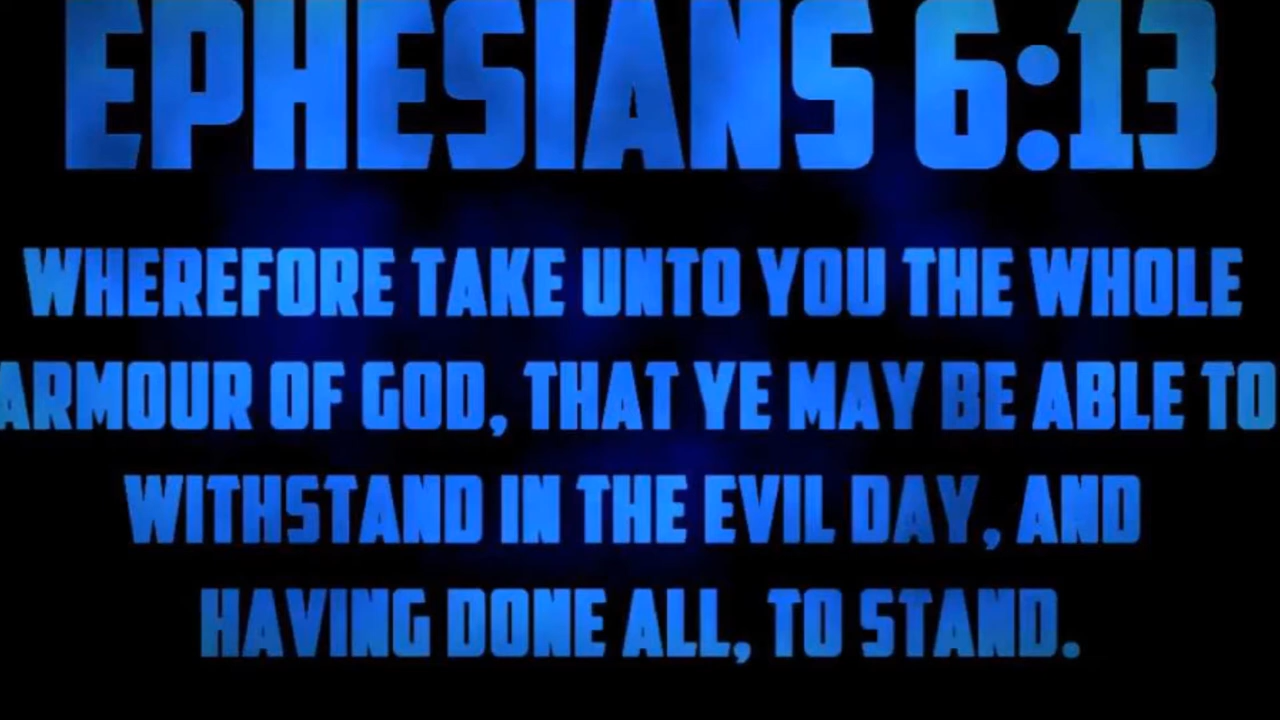 EPHESIANS 6:13
WHEREFORE TAKE UNTO YOU THE WHOLE
ARMOUR OF GOD, THAT YE MAY BE ABLE TO
WITHSTAND IN THE EVIL DAY, AND
HAVING DONE ALL, TO STAND.